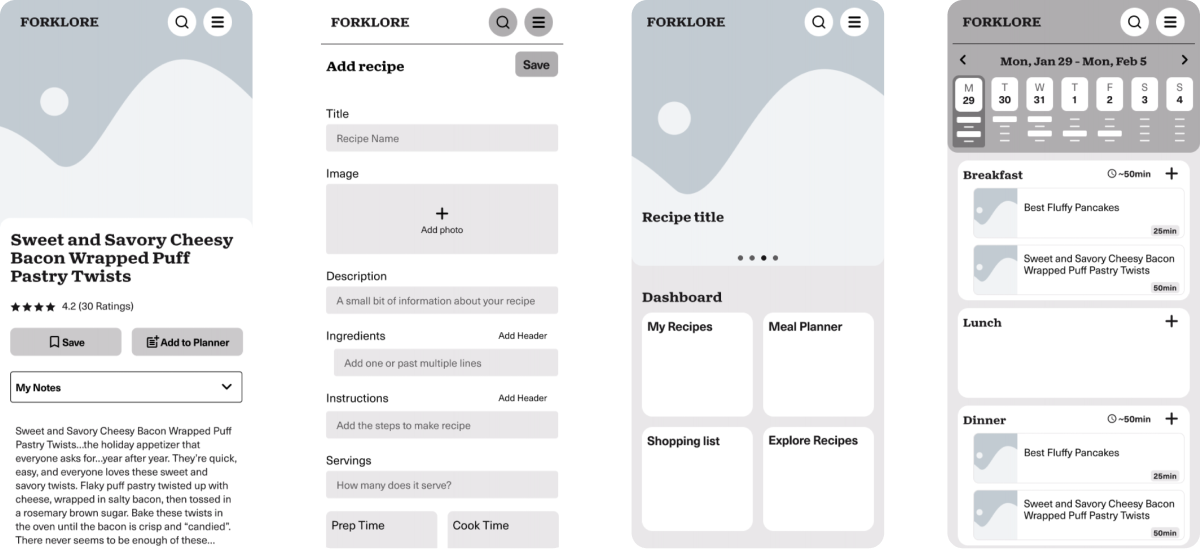 FORKLORE
Sweet and Savory Cheesy
Bacon Wrapped Puff
Pastry Twists
4.2 (30 Ratings)
Save
Add to Planner
My Notes
Sweet and Savory Cheesy Bacon Wrapped Puff
Pastry Twists...the holiday appetizer that
everyone asks for...year after year. They're quick,
easy, and everyone loves these sweet and
savory twists. Flaky puff pastry twisted up with
cheese, wrapped in salty bacon, then tossed in
a rosemary brown sugar. Bake these twists in
the oven until the bacon is crisp and “candied”.
There never seems to be enough of these...
FORKLORE
Add recipe
Save
Title
Recipe Name
Image
Add photo
Description
A small bit of information about your recipe
Ingredients
Add Header
Add one or past multiple lines
Instructions
Add Header
Add the steps to make recipe
Servings
How many does it serve?
Prep Time
Cook Time
FORKLORE
Recipe title
Dashboard
My Recipes
Meal Planner
Shopping list
Explore Recipes
FORKLORE
Mon, Jan 29 - Mon, Feb 5
M T W T F S S
29 30 31 1 2 3 4
Breakfast
~50min
Best Fluffy Pancakes
25min
Sweet and Savory Cheesy Bacon
Wrapped Puff Pastry Twists
50min
Lunch
Dinner
~50min
Best Fluffy Pancakes
25min
Sweet and Savory Cheesy Bacon
Wrapped Puff Pastry Twists
50min